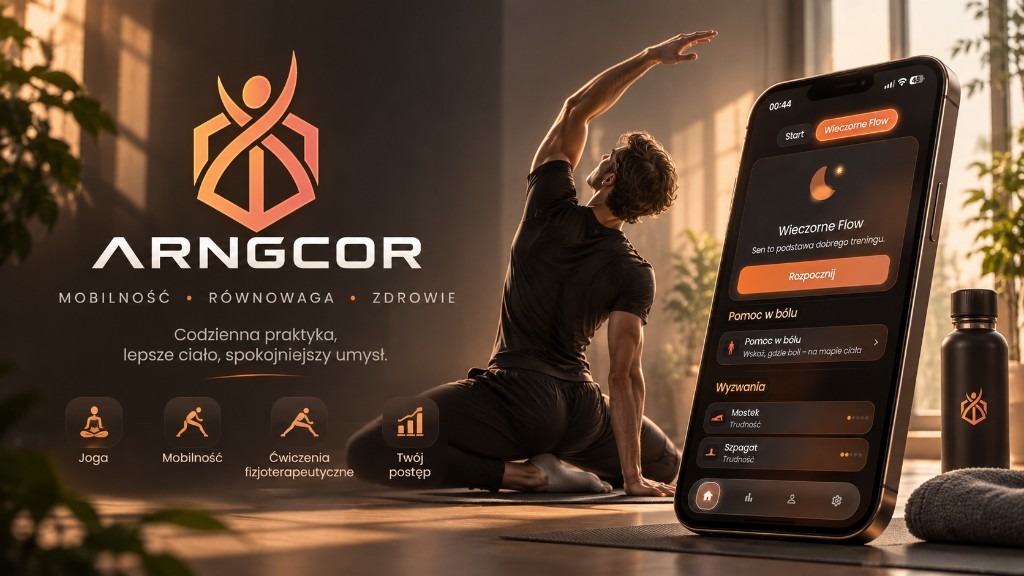 ARNGCOR
MOBILNOŚĆ • RÓWNOWAGA • ZDROWIE
Codzienna praktyka,
lepsze ciało, spokojniejszy umysł.
Joga
Mobilność
Ćwiczenia
fizjoterapeutyczne
Twój
postęp
00:44
Start
Wieczorne Flow
Wieczorne Flow
Sen to podstawa dobrego treningu.
Rozpocznij
Pomoc w bólu
Pomoc w bólu
Wskaż, gdzie boli – na mapie ciała
Wyzwania
Mostek
Trudność
Szpagat
Trudność